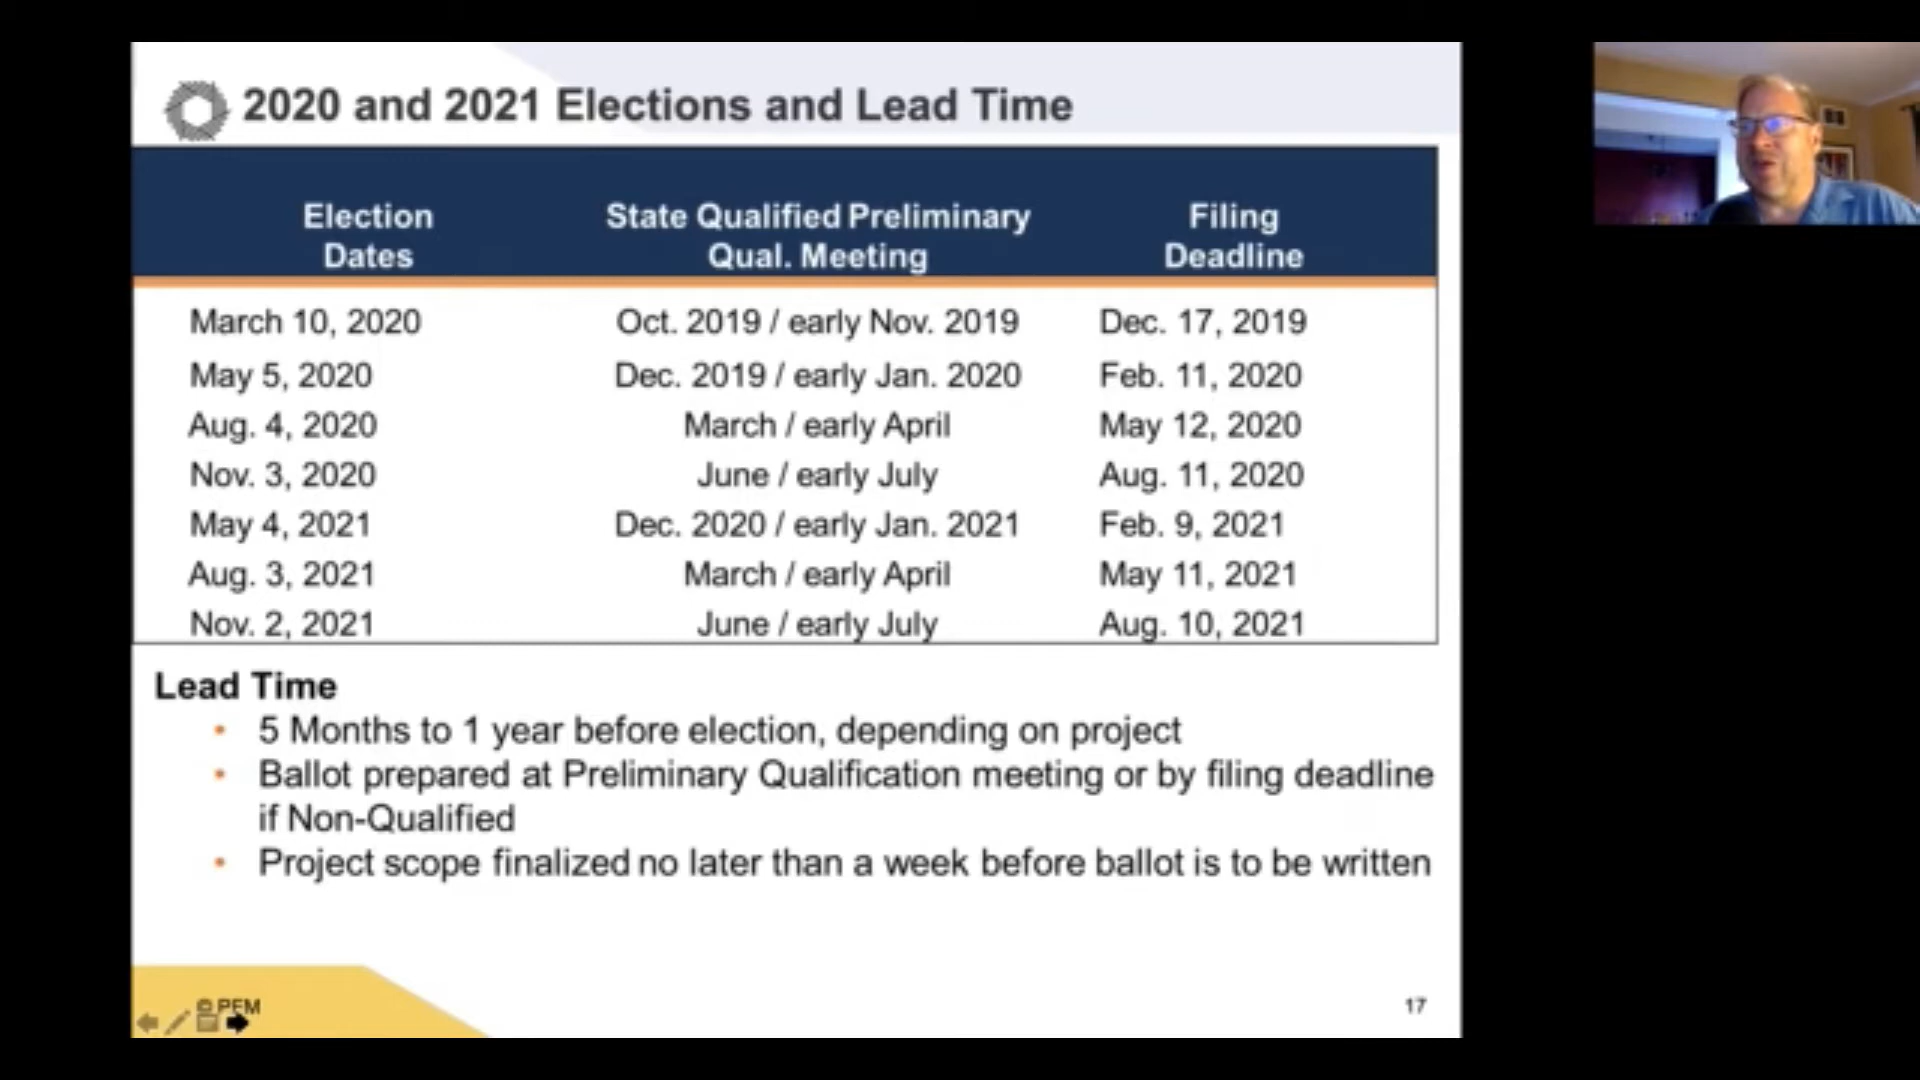 2020 and 2021 Elections and Lead Time
Election Dates State Qualified Preliminary Qual. Meeting Filing Deadline
March 10, 2020 Oct. 2019 / early Nov. 2019 Dec. 17, 2019
May 5, 2020 Dec. 2019 / early Jan. 2020 Feb. 11, 2020
Aug. 4, 2020 March / early April May 12, 2020
Nov. 3, 2020 June / early July Aug. 11, 2020
May 4, 2021 Dec. 2020 / early Jan. 2021 Feb. 9, 2021
Aug. 3, 2021 March / early April May 11, 2021
Nov. 2, 2021 June / early July Aug. 10, 2021
Lead Time
• 5 Months to 1 year before election, depending on project
• Ballot prepared at Preliminary Qualification meeting or by filing deadline
if Non-Qualified
• Project scope finalized no later than a week before ballot is to be written
© PFM
17